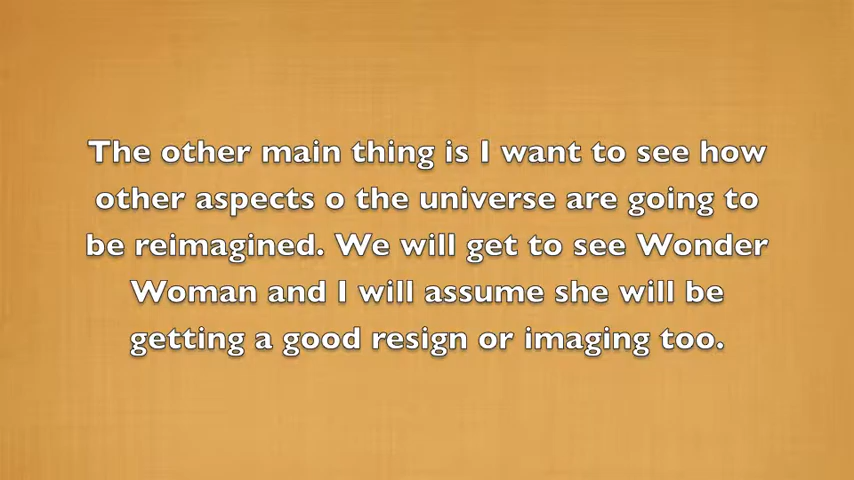 The other main thing is I want to see how
other aspects o the universe are going to
be reimagined. We will get to see Wonder
Woman and I will assume she will be
getting a good resign or imaging too.